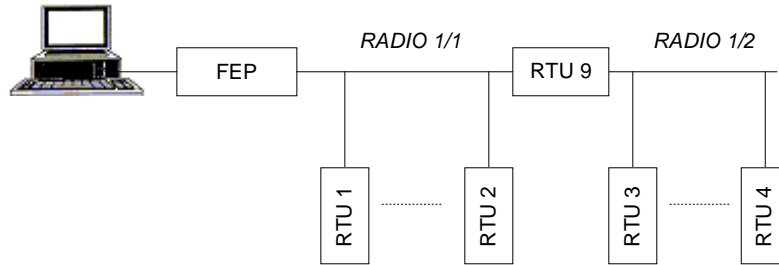 RADIO 1/1
RADIO 1/2
FEP
RTU 9
RTU 1
RTU 2
RTU 3
RTU 4